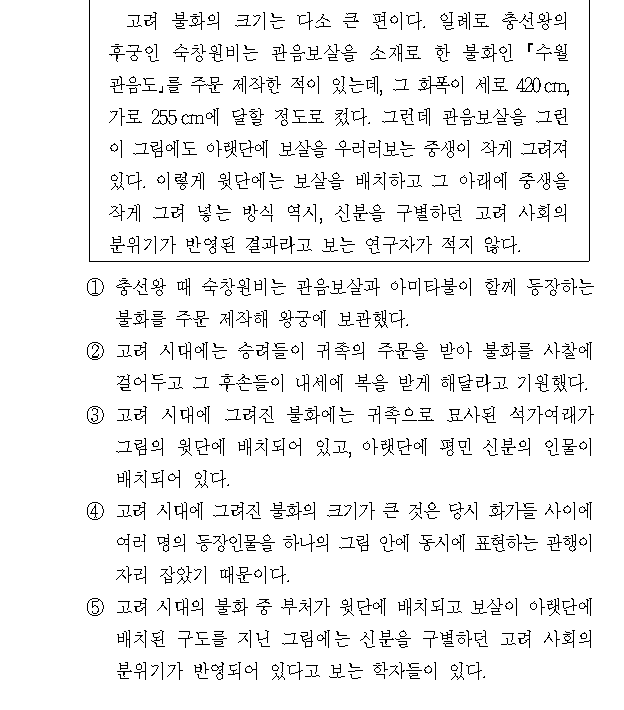 고려 불화의 크기는 다소 큰 편이다. 일례로 충선왕의
후궁인 숙창원비는 관음보살을 소재로 한 불화인 『수월
관음도』를 주문 제작한 적이 있는데, 그 화폭이 세로 420cm,
가로 255cm에 달할 정도로 컸다. 그런데 관음보살을 그린
이 그림에도 아랫단에 보살을 우러러보는 중생이 작게 그려져
있다. 이렇게 윗단에는 보살을 배치하고 그 아래에 중생을
작게 그려 넣는 방식 역시, 신분을 구별하던 고려 사회의
분위기가 반영된 결과라고 보는 연구자가 적지 않다.
① 충선왕 때 숙창원비는 관음보살과 아미타불이 함께 등장하는
불화를 주문 제작해 왕궁에 보관했다.
② 고려 시대에는 승려들이 귀족의 주문을 받아 불화를 사찰에
걸어두고 그 후손들이 내세에 복을 받게 해달라고 기원했다.
③ 고려 시대에 그려진 불화에는 귀족으로 묘사된 석가여래가
그림의 윗단에 배치되어 있고, 아랫단에 평민 신분의 인물이
배치되어 있다.
④ 고려 시대에 그려진 불화의 크기가 큰 것은 당시 화가들 사이에
여러 명의 등장인물을 하나의 그림 안에 동시에 표현하는 관행이
자리 잡았기 때문이다.
⑤ 고려 시대의 불화 중 부처가 윗단에 배치되고 보살이 아랫단에
배치된 구도를 지닌 그림에는 신분을 구별하던 고려 사회의
분위기가 반영되어 있다고 보는 학자들이 있다.